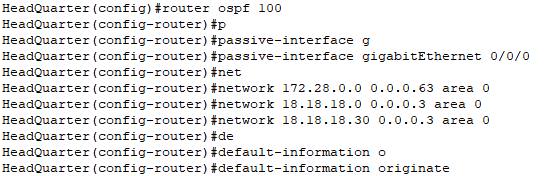 HeadQuarter(config)#router ospf 100
HeadQuarter(config-router)#p
HeadQuarter(config-router)#passive-interface g
HeadQuarter(config-router)#passive-interface gigabitEthernet 0/0/0
HeadQuarter(config-router)#net
HeadQuarter(config-router)#network 172.28.0.0 0.0.0.63 area 0
HeadQuarter(config-router)#network 18.18.18.0 0.0.0.3 area 0
HeadQuarter(config-router)#network 18.18.18.30 0.0.0.3 area 0
HeadQuarter(config-router)#de
HeadQuarter(config-router)#default-information o
HeadQuarter(config-router)#default-information originate